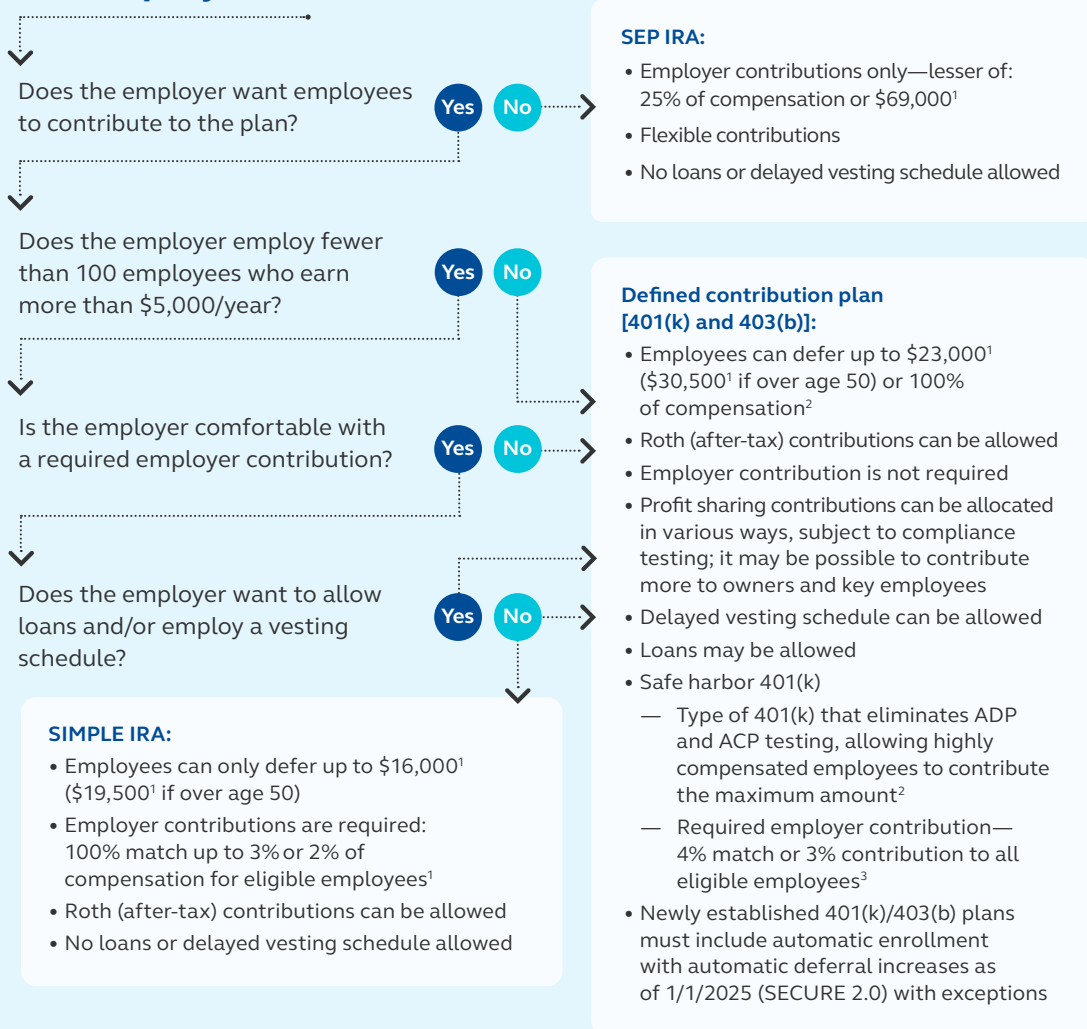 Does the employer want employees
to contribute to the plan?
Yes
No
SEP IRA:
• Employer contributions only—lesser of:
25% of compensation or $69,000¹
• Flexible contributions
• No loans or delayed vesting schedule allowed
Does the employer employ fewer
than 100 employees who earn
more than $5,000/year?
Yes
No
Is the employer comfortable with
a required employer contribution?
Yes
No
Does the employer want to allow
loans and/or employ a vesting
schedule?
Yes
No
SIMPLE IRA:
• Employees can only defer up to $16,000¹
($19,500¹ if over age 50)
• Employer contributions are required:
100% match up to 3% or 2% of
compensation for eligible employees¹
• Roth (after-tax) contributions can be allowed
• No loans or delayed vesting schedule allowed
Defined contribution plan
[401(k) and 403(b)]:
• Employees can defer up to $23,000¹
($30,500¹ if over age 50) or 100%
of compensation²
• Roth (after-tax) contributions can be allowed
• Employer contribution is not required
• Profit sharing contributions can be allocated
in various ways, subject to compliance
testing; it may be possible to contribute
more to owners and key employees
• Delayed vesting schedule can be allowed
• Loans may be allowed
• Safe harbor 401(k)
— Type of 401(k) that eliminates ADP
and ACP testing, allowing highly
compensated employees to contribute
the maximum amount²
— Required employer contribution—
4% match or 3% contribution to all
eligible employees³
• Newly established 401(k)/403(b) plans
must include automatic enrollment
with automatic deferral increases as
of 1/1/2025 (SECURE 2.0) with exceptions